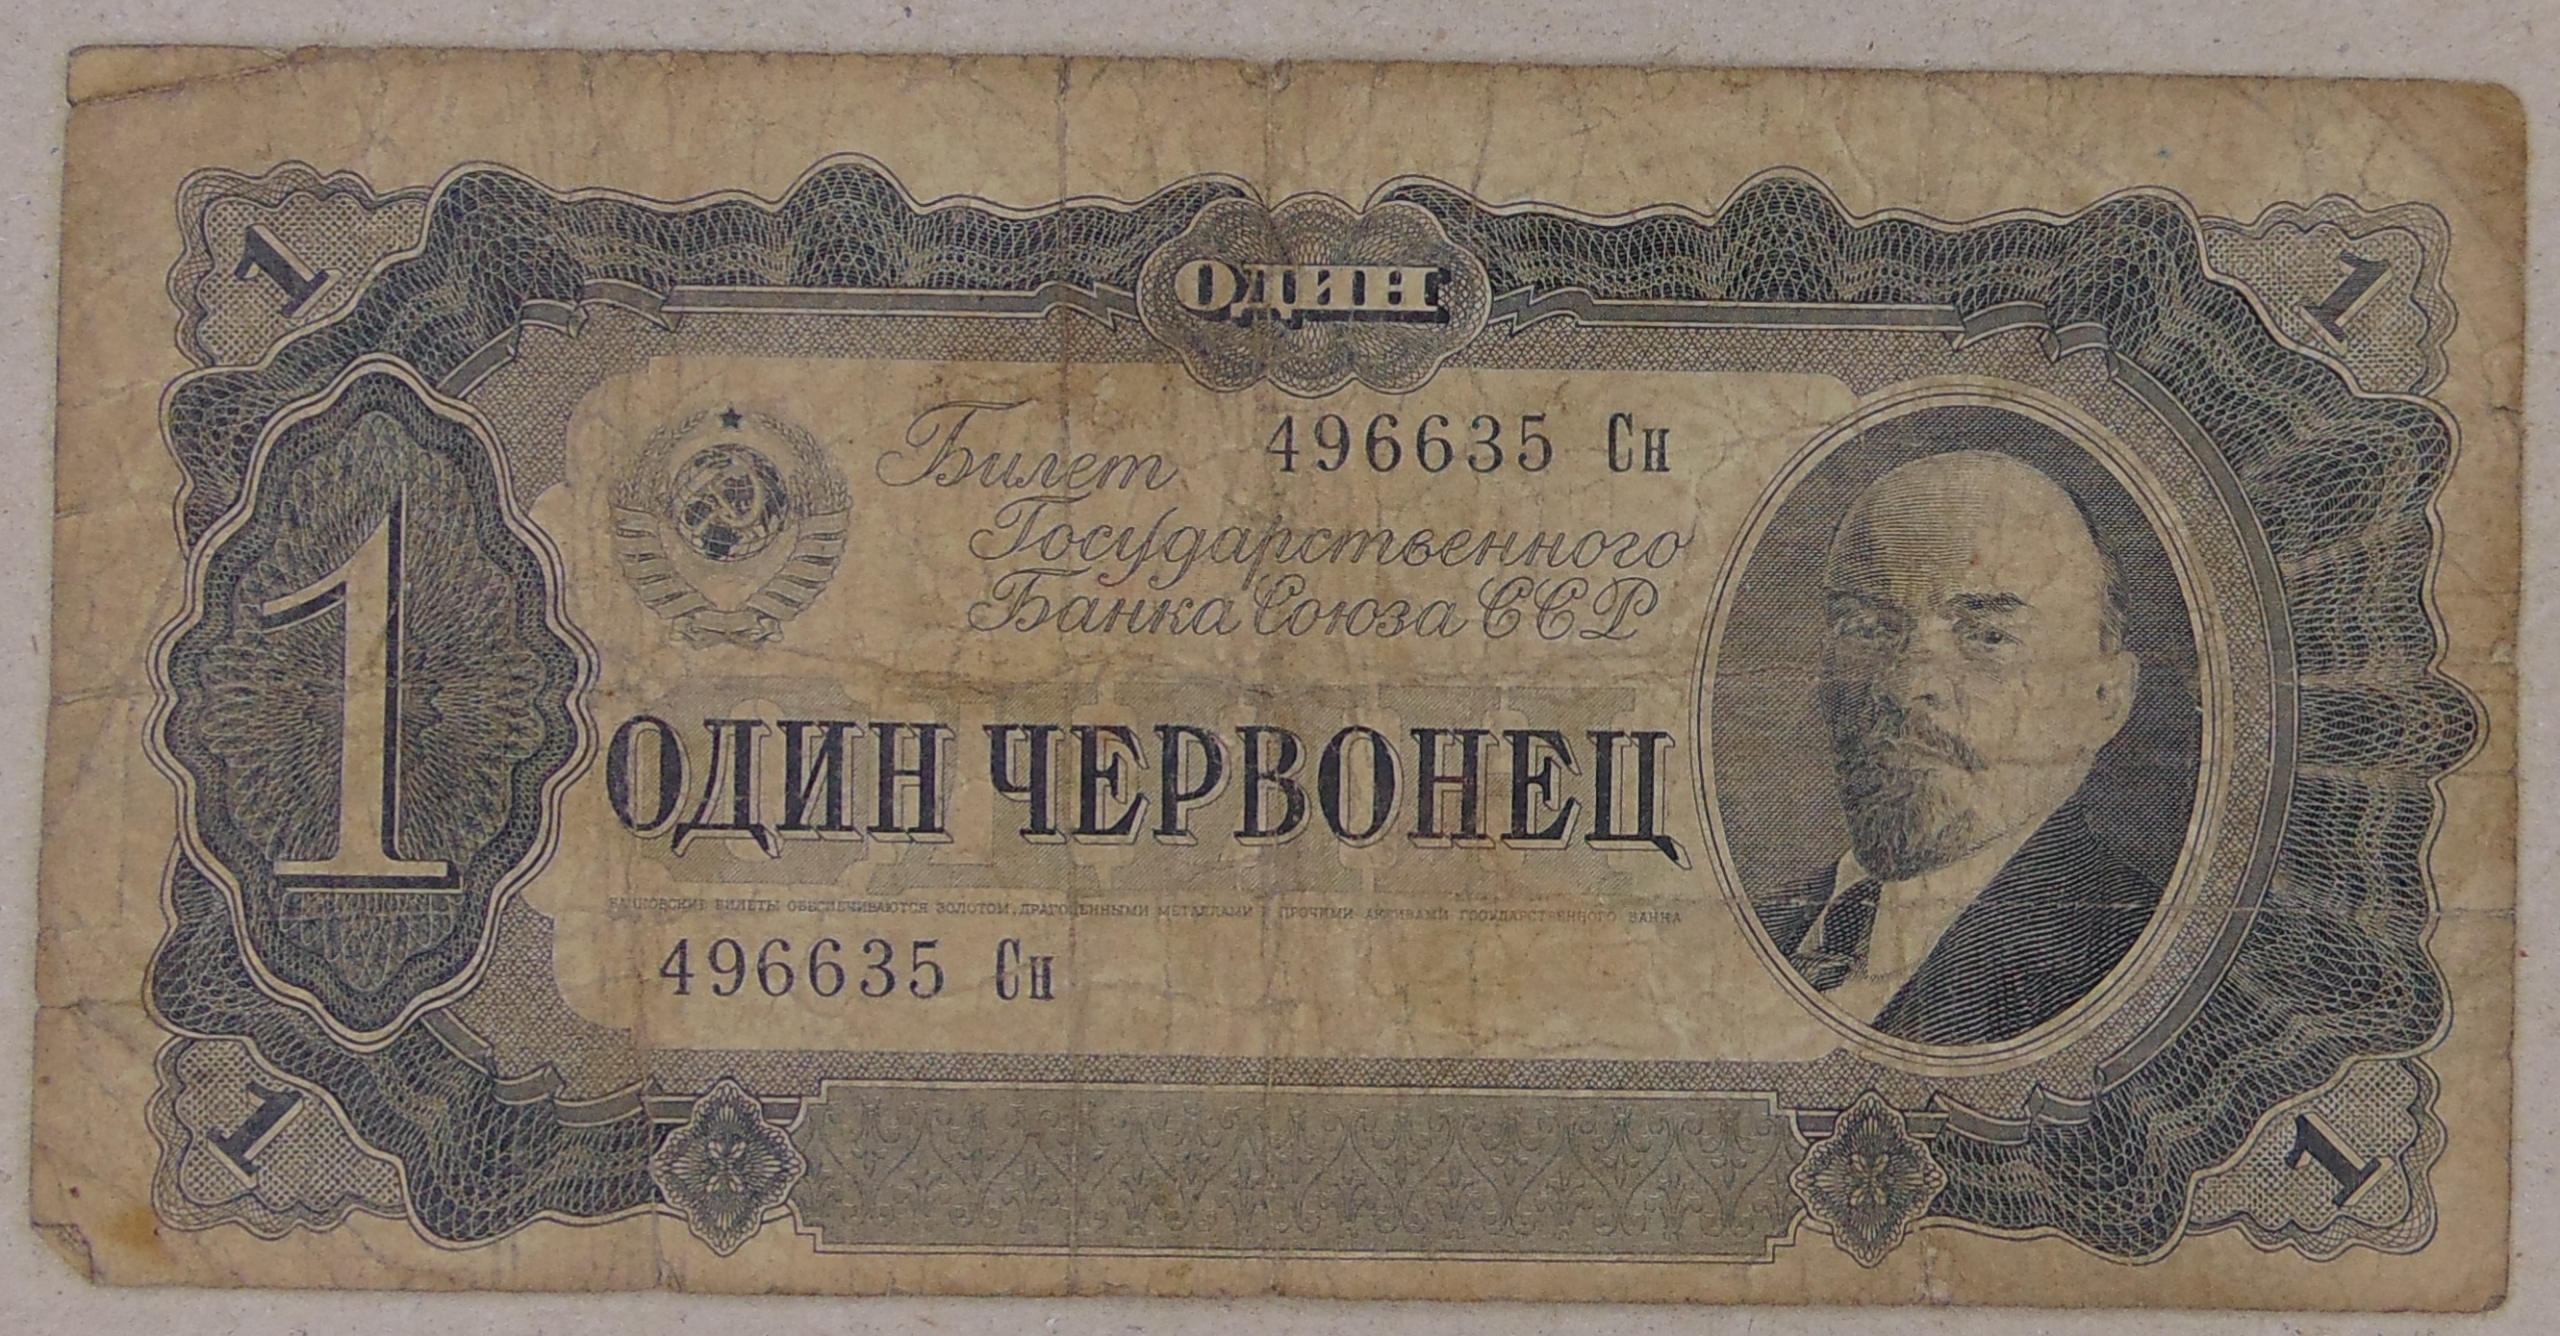 1
ОДИН
1
Билет 496635 Сн
Государственного
Банка Союза ССР
1
ОДИН
ОДИН ЧЕРВОНЕЦ
БАНКОВСКИЕ БИЛЕТЫ ОБЕСПЕЧИВАЮТСЯ ЗОЛОТОМ, ДРАГОЦЕННЫМИ МЕТАЛЛАМИ И ПРОЧИМИ АКТИВАМИ ГОСУДАРСТВЕННОГО БАНКА
496635 Сн
1
1